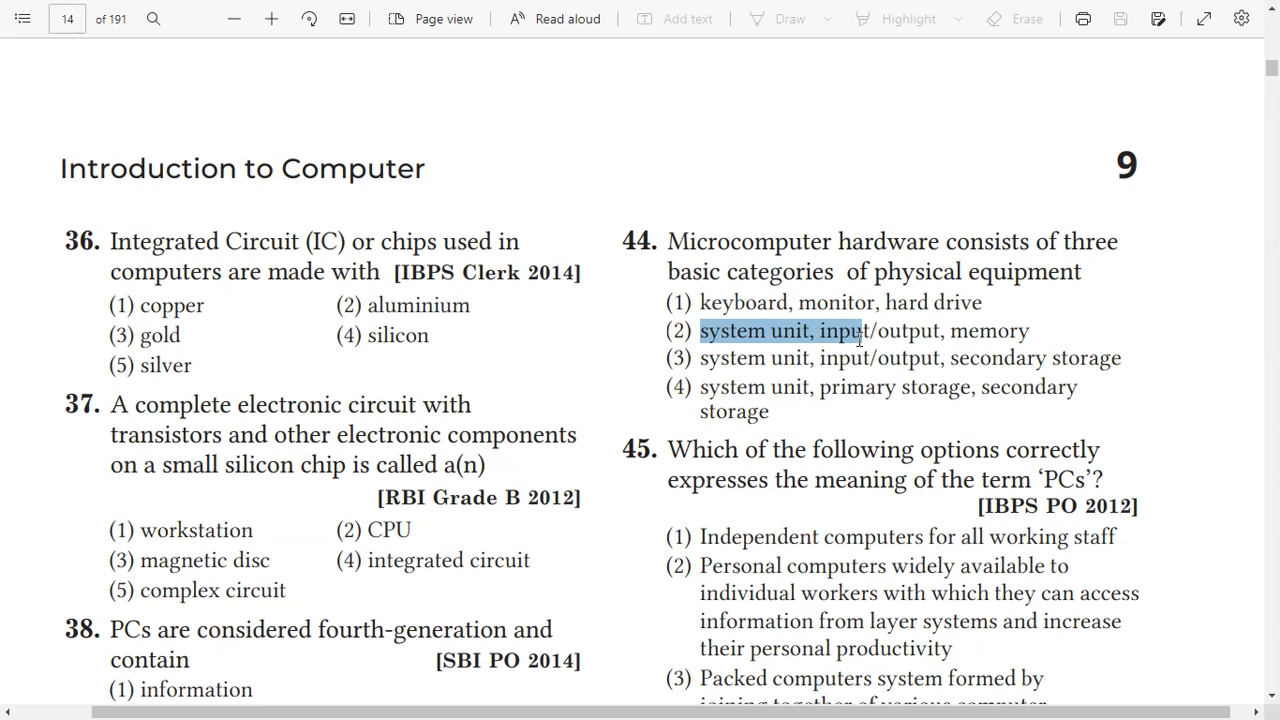 14 of 191 Page view Read aloud Add text Draw Highlight Erase
Introduction to Computer 9
36. Integrated Circuit (IC) or chips used in
computers are made with [IBPS Clerk 2014]
(1) copper (2) aluminium
(3) gold (4) silicon
(5) silver
37. A complete electronic circuit with
transistors and other electronic components
on a small silicon chip is called a(n)
[RBI Grade B 2012]
(1) workstation (2) CPU
(3) magnetic disc (4) integrated circuit
(5) complex circuit
38. PCs are considered fourth-generation and
contain [SBI PO 2014]
(1) information
44. Microcomputer hardware consists of three
basic categories of physical equipment
(1) keyboard, monitor, hard drive
(2) system unit, input/output, memory
(3) system unit, input/output, secondary storage
(4) system unit, primary storage, secondary
storage
45. Which of the following options correctly
expresses the meaning of the term ‘PCs’?
[IBPS PO 2012]
(1) Independent computers for all working staff
(2) Personal computers widely available to
individual workers with which they can access
information from layer systems and increase
their personal productivity
(3) Packed computers system formed by
joining together of various computer